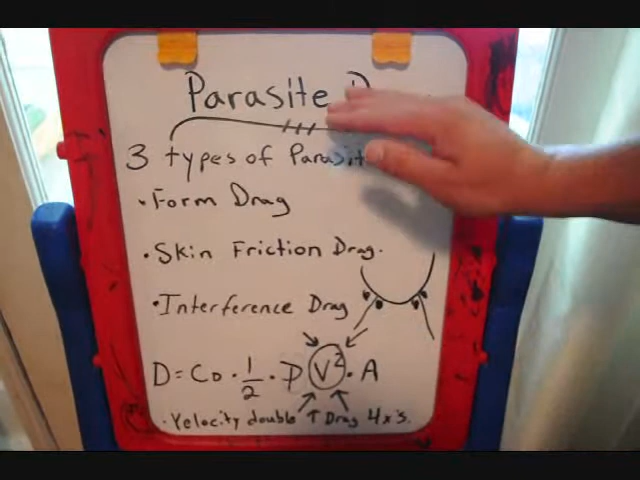 Parasite D
3 types of Parasit
• Form Drag
• Skin Friction Drag.
• Interference Drag
D = CD • 1/2 • P V² • A
• Velocity double ↑ Drag 4x's.